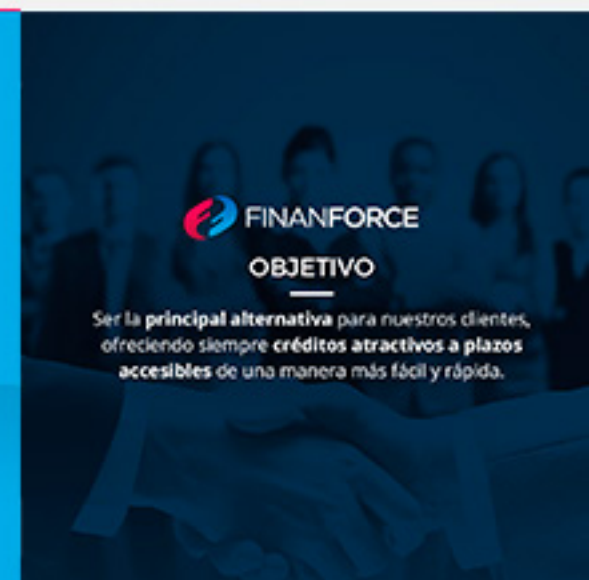 FINANFORCE
OBJETIVO
Ser la principal alternativa para nuestros clientes,
ofreciendo siempre créditos atractivos a plazos
accesibles de una manera más fácil y rápida.